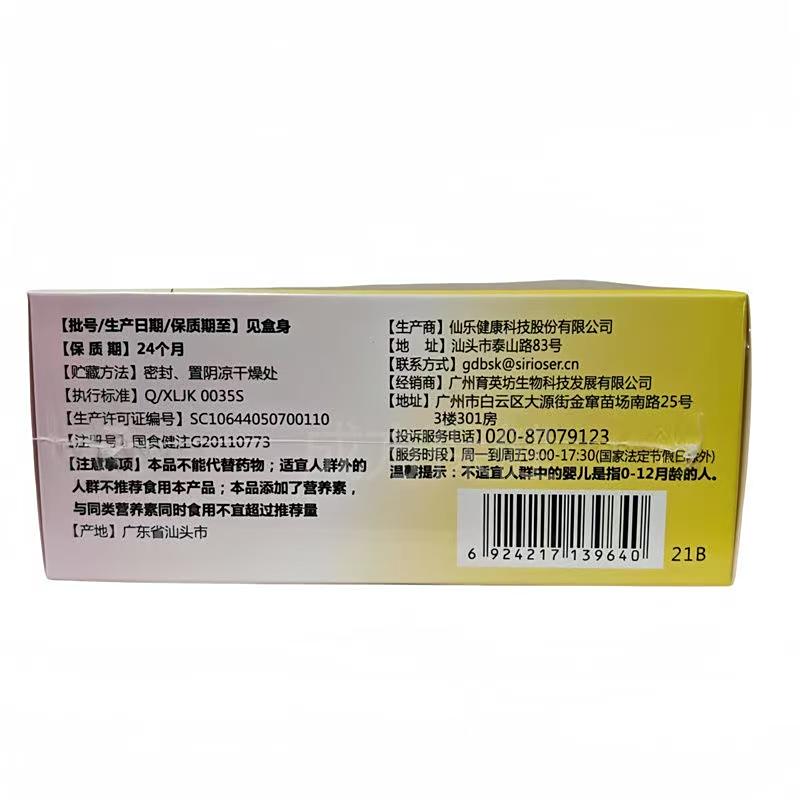 【批号/生产日期/保质期至】见盒身
【保 质 期】24个月
【贮藏方法】密封、置阴凉干燥处
【执行标准】Q/XLJK 0035S
【生产许可证编号】SC10644050700110
【注册号】国食健注G20110773
【注意事项】本品不能代替药物；适宜人群外的
人群不推荐食用本产品；本品添加了营养素，
与同类营养素同时食用不宜超过推荐量
【产地】广东省汕头市
【生产商】仙乐健康科技股份有限公司
【地 址】汕头市泰山路83号
【联系方式】gdbsk@sirioser.cn
【经销商】广州育英坊生物科技发展有限公司
【地址】广州市白云区大源街金窜苗场南路25号
3楼301房
【投诉服务电话】020-87079123
【服务时段】周一到周五9:00-17:30(国家法定节假日除外)
温馨提示：不适宜人群中的婴儿是指0-12月龄的人。
6 924217 139640
21B